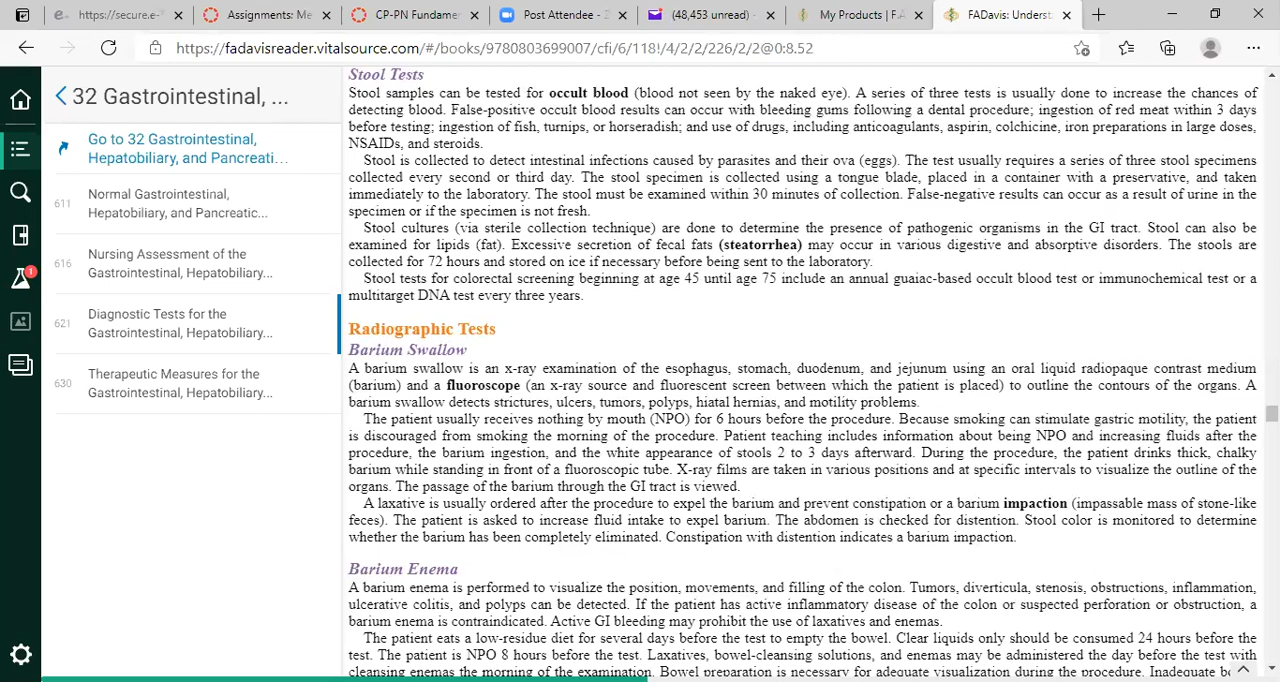 https://secure.e-
Assignments: Me
CP-PN Fundame
Post Attendee - Z
(48,453 unread) -
My Products | F.A
FADavis: Underst
https://fadavisreader.vitalsource.com/#/books/9780803699007/cfi/6/118!/4/2/2/226/2/2@0:8.52
32 Gastrointestinal, ...
Go to 32 Gastrointestinal,
Hepatobiliary, and Pancreati...
611
Normal Gastrointestinal,
Hepatobiliary, and Pancreatic...
616
Nursing Assessment of the
Gastrointestinal, Hepatobiliary...
621
Diagnostic Tests for the
Gastrointestinal, Hepatobiliary...
630
Therapeutic Measures for the
Gastrointestinal, Hepatobiliary...
1
Stool Tests
Stool samples can be tested for occult blood (blood not seen by the naked eye). A series of three tests is usually done to increase the chances of
detecting blood. False-positive occult blood results can occur with bleeding gums following a dental procedure; ingestion of red meat within 3 days
before testing; ingestion of fish, turnips, or horseradish; and use of drugs, including anticoagulants, aspirin, colchicine, iron preparations in large doses,
NSAIDs, and steroids.
Stool is collected to detect intestinal infections caused by parasites and their ova (eggs). The test usually requires a series of three stool specimens
collected every second or third day. The stool specimen is collected using a tongue blade, placed in a container with a preservative, and taken
immediately to the laboratory. The stool must be examined within 30 minutes of collection. False-negative results can occur as a result of urine in the
specimen or if the specimen is not fresh.
Stool cultures (via sterile collection technique) are done to determine the presence of pathogenic organisms in the GI tract. Stool can also be
examined for lipids (fat). Excessive secretion of fecal fats (steatorrhea) may occur in various digestive and absorptive disorders. The stools are
collected for 72 hours and stored on ice if necessary before being sent to the laboratory.
Stool tests for colorectal screening beginning at age 45 until age 75 include an annual guaiac-based occult blood test or immunochemical test or a
multitarget DNA test every three years.
Radiographic Tests
Barium Swallow
A barium swallow is an x-ray examination of the esophagus, stomach, duodenum, and jejunum using an oral liquid radiopaque contrast medium
(barium) and a fluoroscope (an x-ray source and fluorescent screen between which the patient is placed) to outline the contours of the organs. A
barium swallow detects strictures, ulcers, tumors, polyps, hiatal hernias, and motility problems.
The patient usually receives nothing by mouth (NPO) for 6 hours before the procedure. Because smoking can stimulate gastric motility, the patient
is discouraged from smoking the morning of the procedure. Patient teaching includes information about being NPO and increasing fluids after the
procedure, the barium ingestion, and the white appearance of stools 2 to 3 days afterward. During the procedure, the patient drinks thick, chalky
barium while standing in front of a fluoroscopic tube. X-ray films are taken in various positions and at specific intervals to visualize the outline of the
organs. The passage of the barium through the GI tract is viewed.
A laxative is usually ordered after the procedure to expel the barium and prevent constipation or a barium impaction (impassable mass of stone-like
feces). The patient is asked to increase fluid intake to expel barium. The abdomen is checked for distention. Stool color is monitored to determine
whether the barium has been completely eliminated. Constipation with distention indicates a barium impaction.
Barium Enema
A barium enema is performed to visualize the position, movements, and filling of the colon. Tumors, diverticula, stenosis, obstructions, inflammation,
ulcerative colitis, and polyps can be detected. If the patient has active inflammatory disease of the colon or suspected perforation or obstruction, a
barium enema is contraindicated. Active GI bleeding may prohibit the use of laxatives and enemas.
The patient eats a low-residue diet for several days before the test to empty the bowel. Clear liquids only should be consumed 24 hours before the
test. The patient is NPO 8 hours before the test. Laxatives, bowel-cleansing solutions, and enemas may be administered the day before the test with
cleansing enemas the morning of the examination. Bowel preparation is necessary for adequate visualization during the procedure. Inadequate